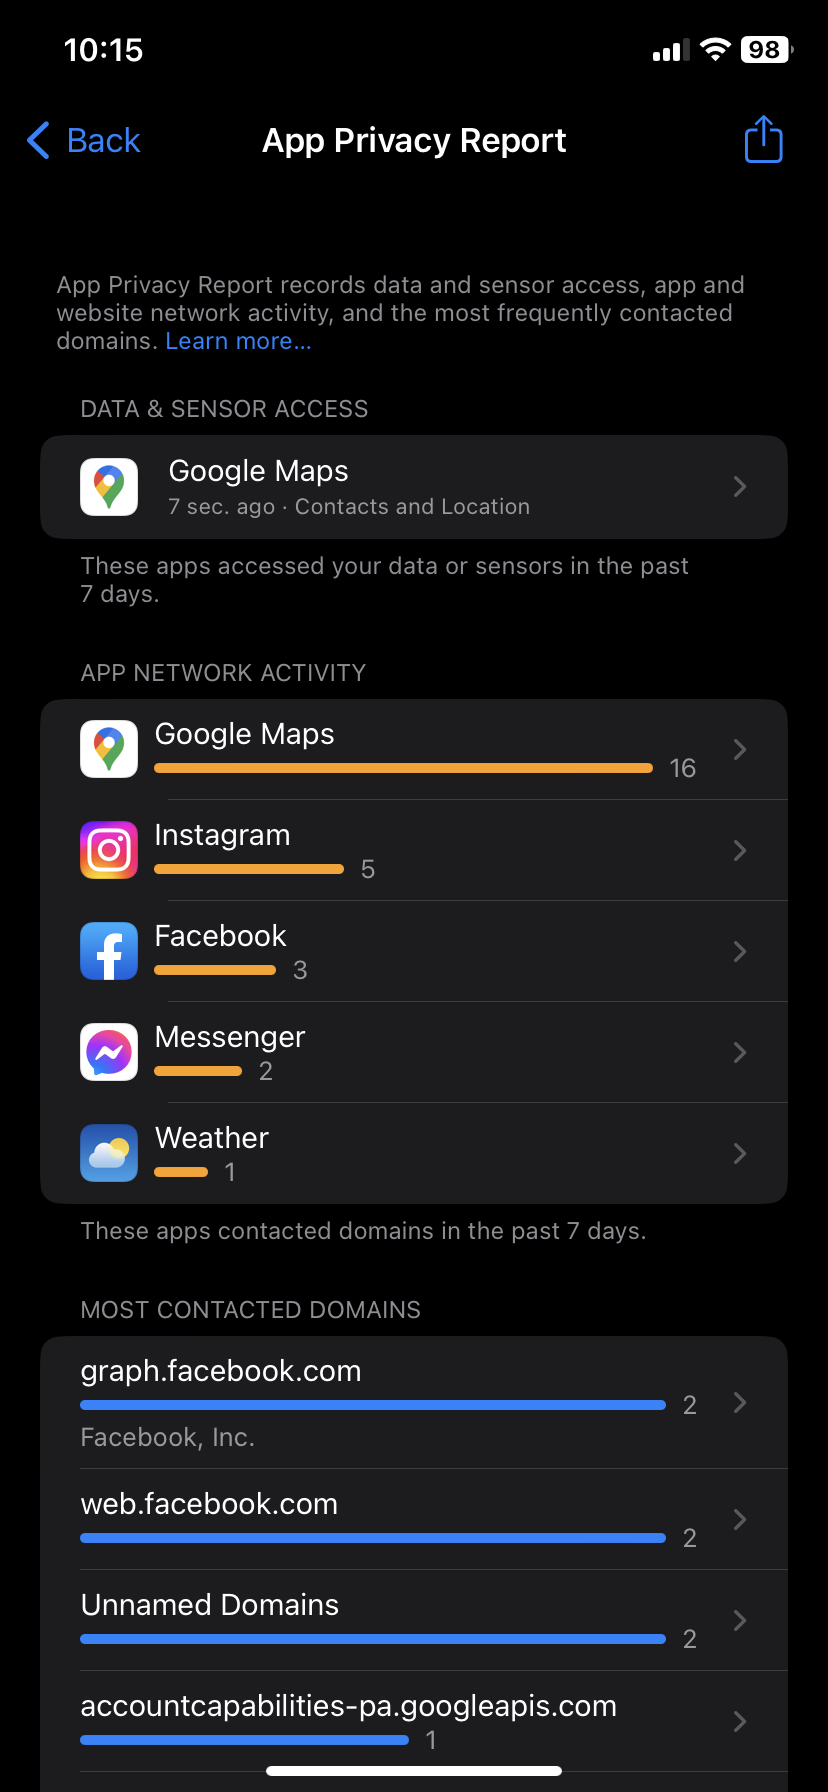 10:15
98
Back
App Privacy Report
App Privacy Report records data and sensor access, app and
website network activity, and the most frequently contacted
domains. Learn more...
DATA & SENSOR ACCESS
Google Maps
7 sec. ago · Contacts and Location
These apps accessed your data or sensors in the past
7 days.
APP NETWORK ACTIVITY
Google Maps
16
Instagram
5
Facebook
3
Messenger
2
Weather
1
These apps contacted domains in the past 7 days.
MOST CONTACTED DOMAINS
graph.facebook.com
2
Facebook, Inc.
web.facebook.com
2
Unnamed Domains
2
accountcapabilities-pa.googleapis.com
1